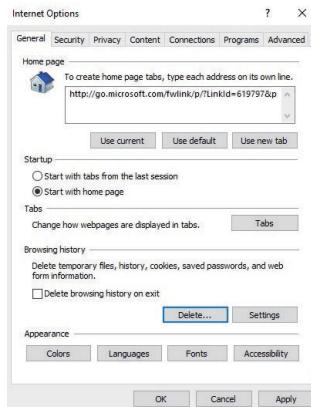 Internet Options ? X
General Security Privacy Content Connections Programs Advanced
Home page
To create home page tabs, type each address on its own line.
http://go.microsoft.com/fwlink/p/?LinkId=619797&p
Use current Use default Use new tab
Startup
Start with tabs from the last session
Start with home page
Tabs
Change how webpages are displayed in tabs. Tabs
Browsing history
Delete temporary files, history, cookies, saved passwords, and web
form information.
Delete browsing history on exit
Delete... Settings
Appearance
Colors Languages Fonts Accessibility
OK Cancel Apply